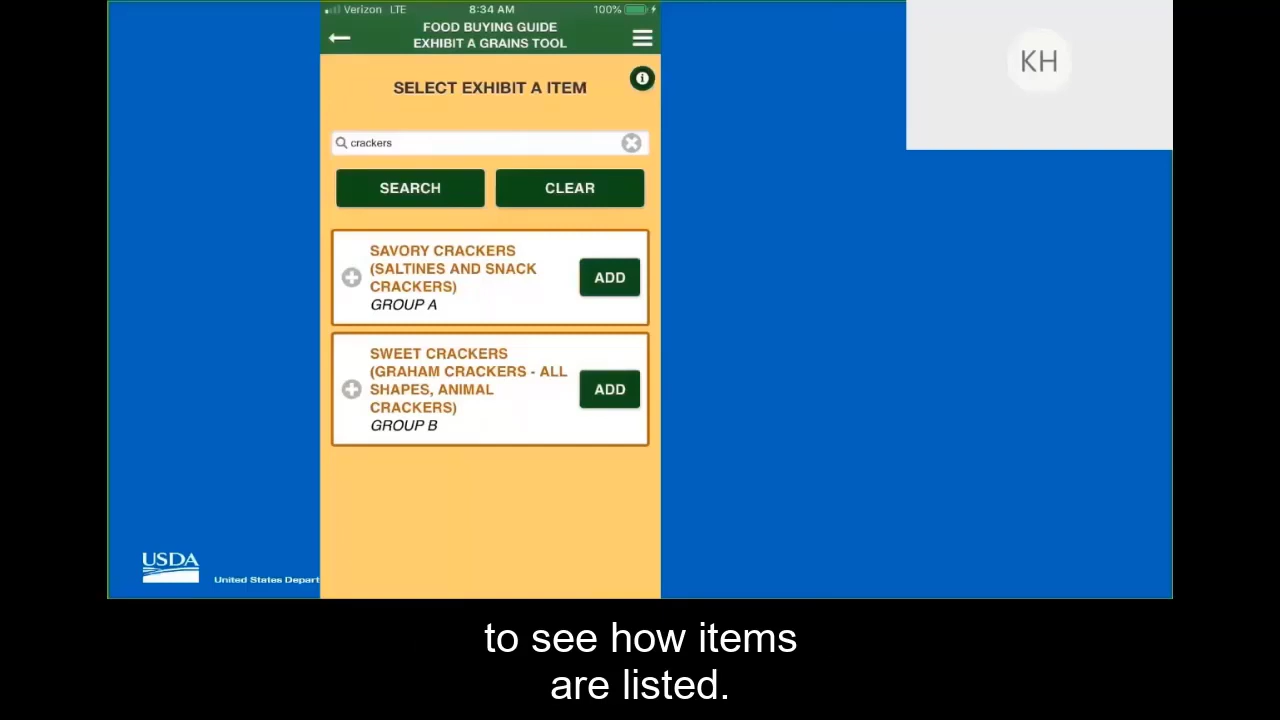 Verizon LTE 8:34 AM 100%
FOOD BUYING GUIDE
EXHIBIT A GRAINS TOOL
SELECT EXHIBIT A ITEM
i
KH
crackers
SEARCH CLEAR
SAVORY CRACKERS
(SALTINES AND SNACK
CRACKERS)
GROUP A
ADD
SWEET CRACKERS
(GRAHAM CRACKERS - ALL
SHAPES, ANIMAL
CRACKERS)
GROUP B
ADD
USDA
United States Depart
to see how items
are listed.